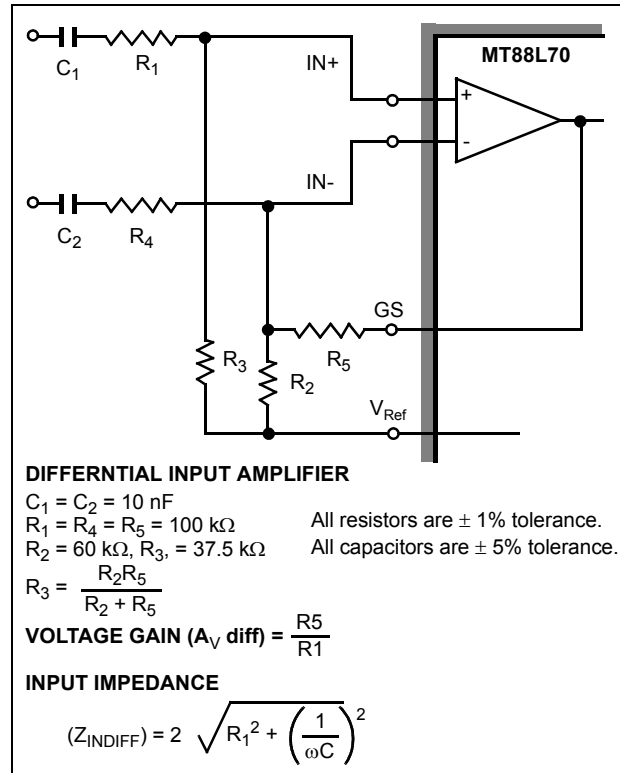 MT88L70
C1
R1
IN+
+
-
IN-
C2
R4
GS
R3
R2
R5
VRef
DIFFERNTIAL INPUT AMPLIFIER
C1 = C2 = 10 nF
R1 = R4 = R5 = 100 kΩ
R2 = 60 kΩ, R3, = 37.5 kΩ
All resistors are ± 1% tolerance.
All capacitors are ± 5% tolerance.
R3 = R2R5 / R2 + R5
VOLTAGE GAIN (AV diff) = R5 / R1
INPUT IMPEDANCE
(ZINDIFF) = 2 √ R1² + (1 / ωC)²